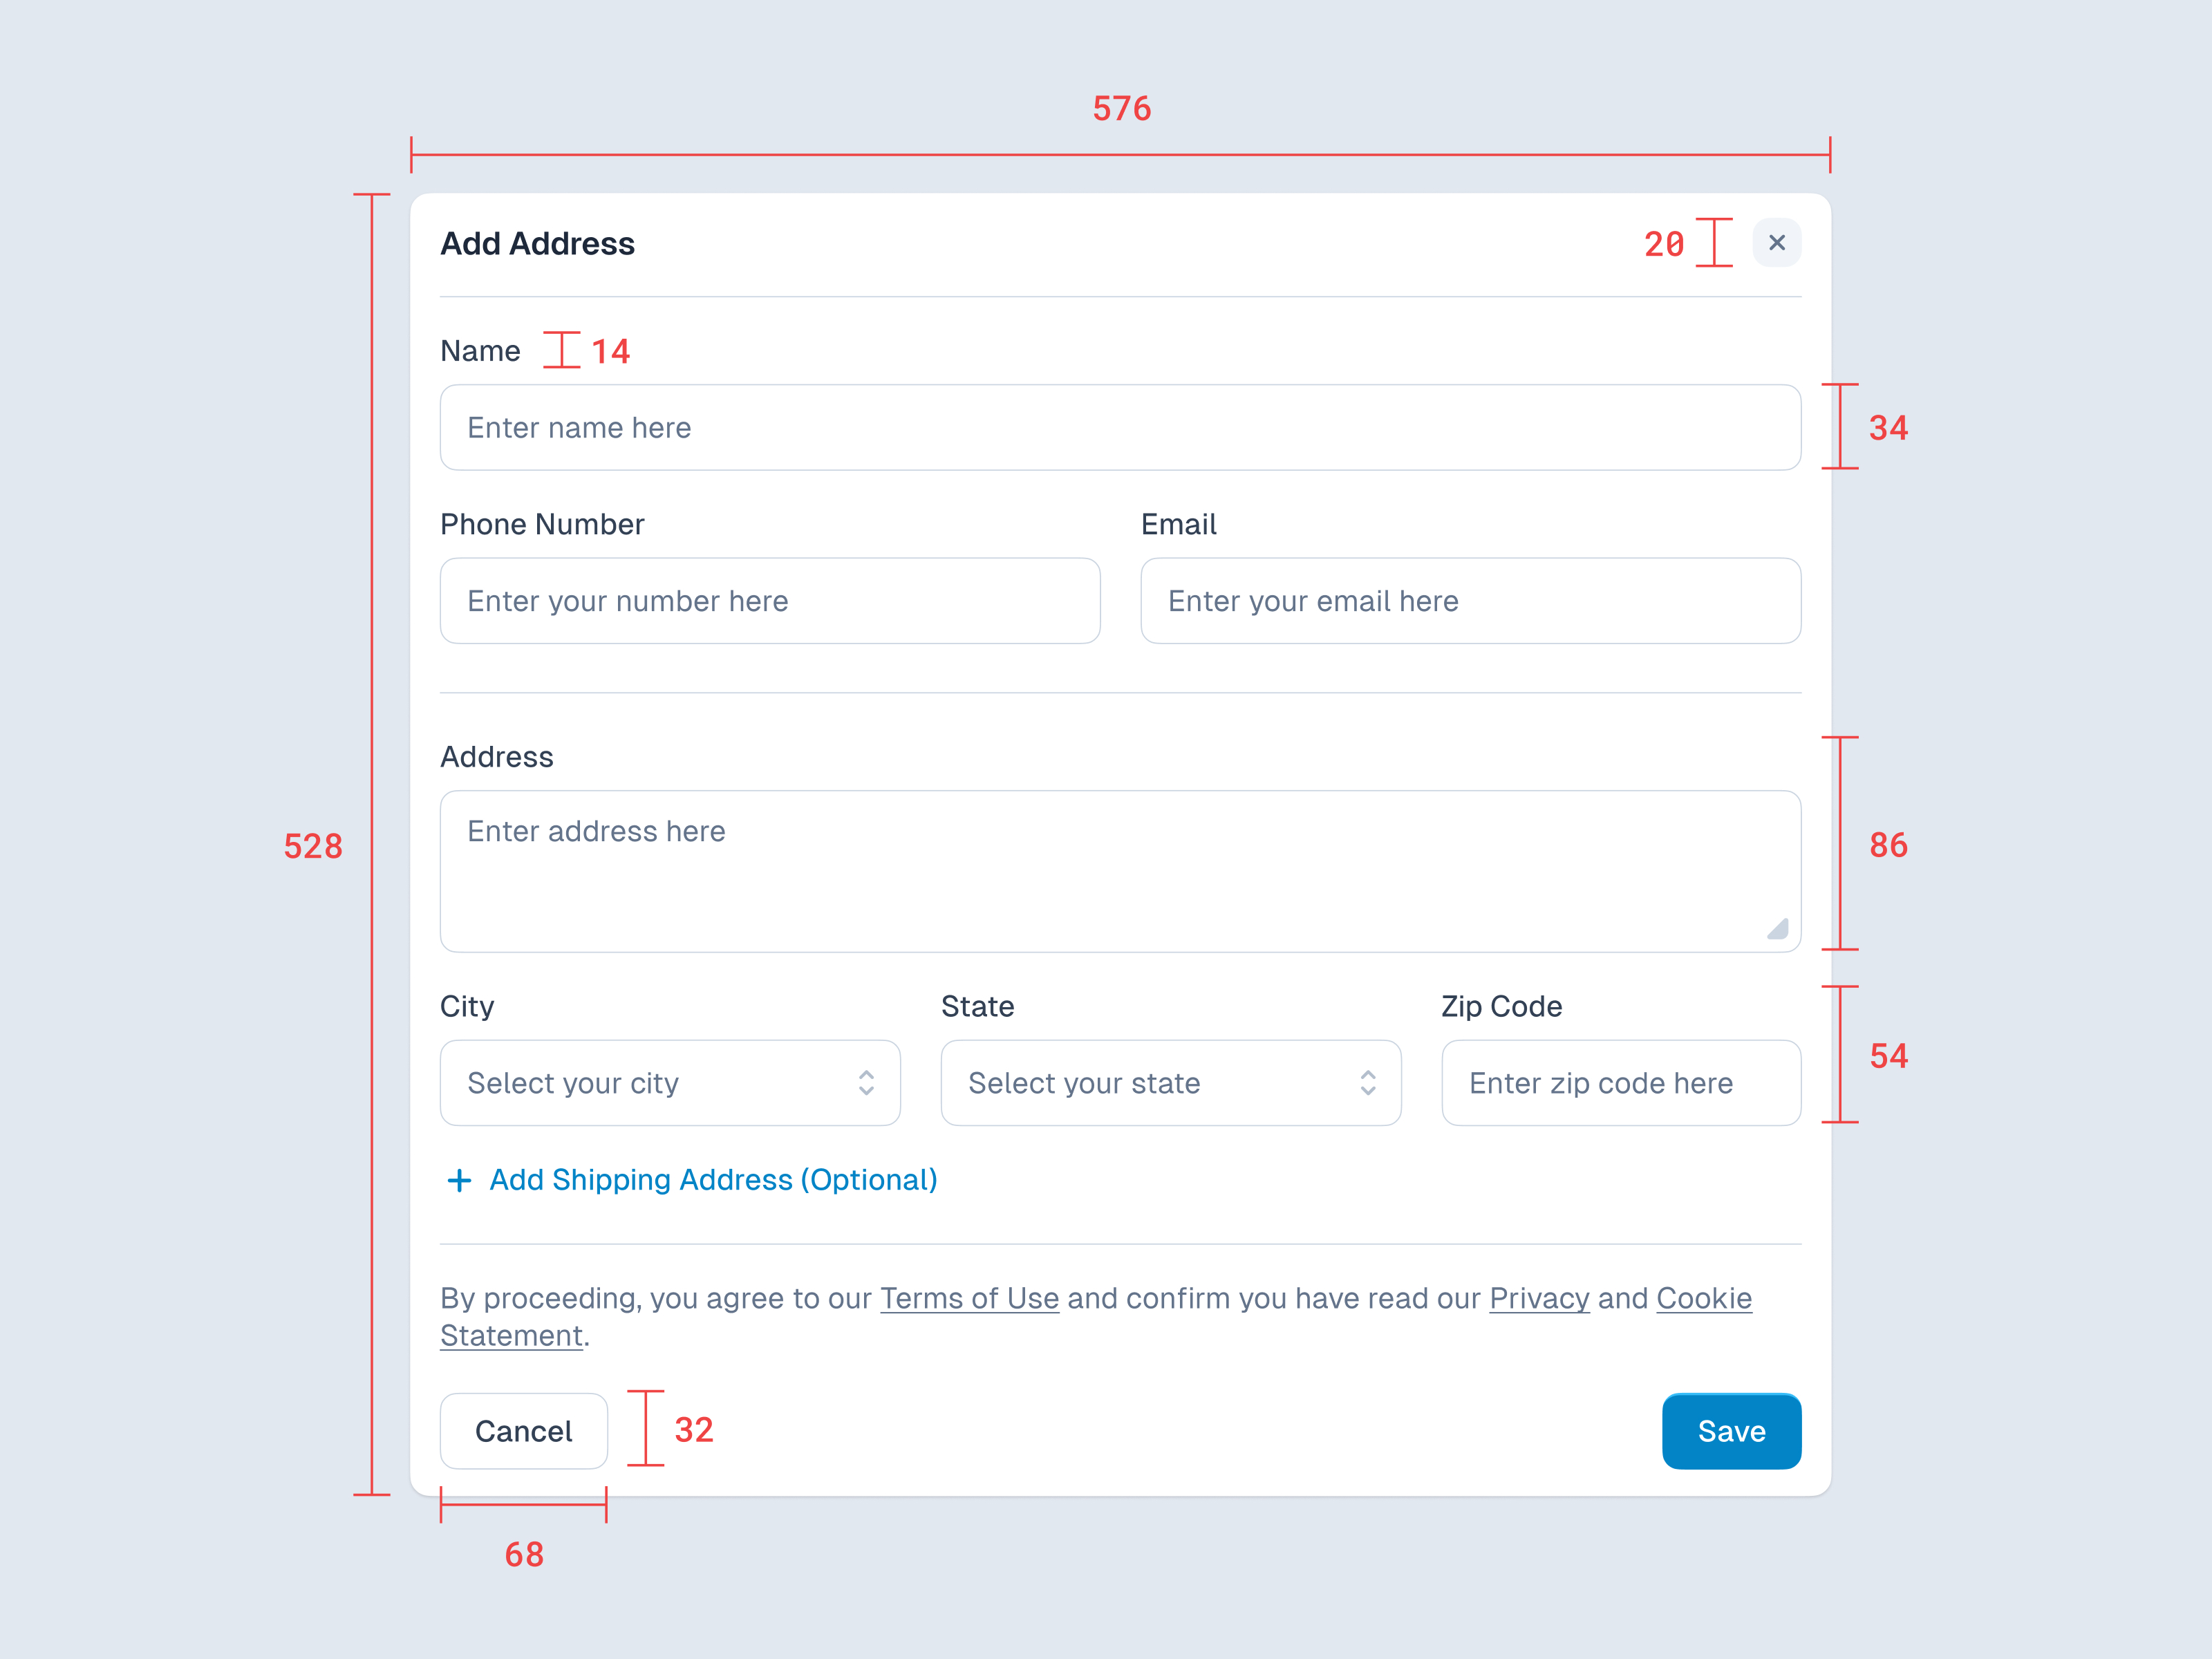 576
Add Address
20
Name
14
Enter name here
34
Phone Number
Email
Enter your number here
Enter your email here
Address
86
Enter address here
528
City
State
Zip Code
54
Select your city
Select your state
Enter zip code here
Add Shipping Address (Optional)
By proceeding, you agree to our Terms of Use and confirm you have read our Privacy and Cookie
Statement.
Cancel
32
Save
68